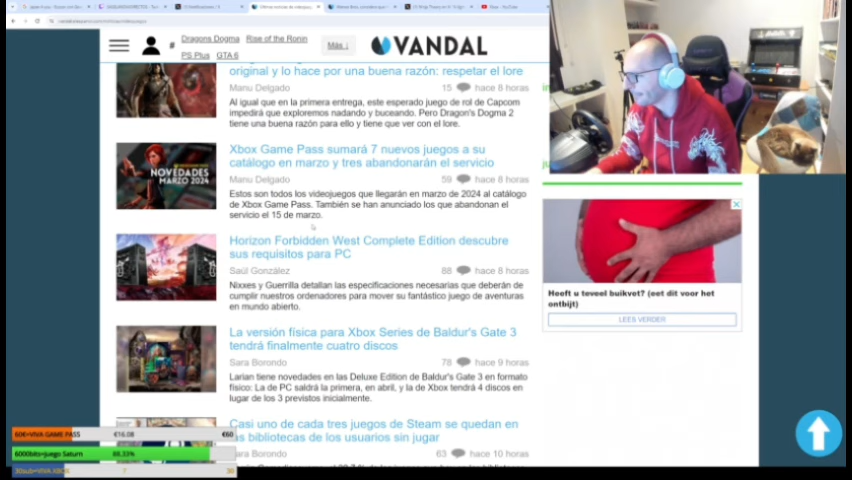 Dragons Dogma
Rise of the Ronin
#
PS Plus
GTA 6
Más ↓
VANDAL
original y lo hace por una buena razón: respetar el lore
Manu Delgado
15
hace 8 horas
Al igual que en la primera entrega, este esperado juego de rol de Capcom
impedirá que exploremos nadando y buceando. Pero Dragon's Dogma 2
tiene una buena razón para ello y tiene que ver con el lore.
Xbox Game Pass sumará 7 nuevos juegos a su
catálogo en marzo y tres abandonarán el servicio
NOVEDADES
MARZO 2024
Manu Delgado
59
hace 8 horas
Estos son todos los videojuegos que llegarán en marzo de 2024 al catálogo
de Xbox Game Pass. También se han anunciado los que abandonan el
servicio el 15 de marzo.
Horizon Forbidden West Complete Edition descubre
sus requisitos para PC
Saúl González
88
hace 8 horas
Nixxes y Guerrilla detallan las especificaciones necesarias que deberán de
cumplir nuestros ordenadores para mover su fantástico juego de aventuras
en mundo abierto.
Heeft u teveel buikvet? (eet dit voor het
ontbijt)
LEES VERDER
La versión física para Xbox Series de Baldur's Gate 3
tendrá finalmente cuatro discos
Sara Borondo
78
hace 9 horas
Larian tiene novedades en las Deluxe Edition de Baldur's Gate 3 en formato
físico: La de PC saldrá la primera, en abril, y la de Xbox tendrá 4 discos en
lugar de los 3 previstos inicialmente.
Casi uno de cada tres juegos de Steam se quedan en
las bibliotecas de los usuarios sin jugar
Borondo
63
hace 10 horas
60€=VIVA GAME PASS
€16.08
€60
6000bits=juego Saturn
88.33%
30sub=VIVA XBOX
7
30